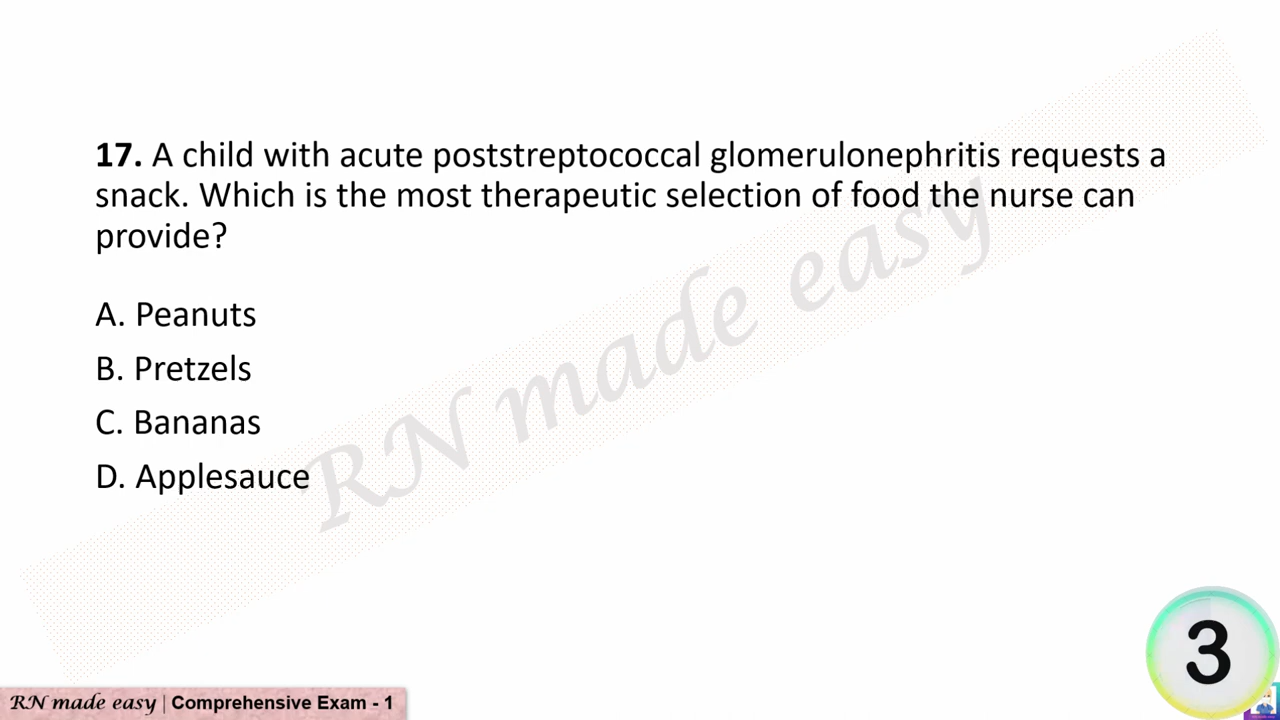 17. A child with acute poststreptococcal glomerulonephritis requests a
snack. Which is the most therapeutic selection of food the nurse can
provide?
A. Peanuts
B. Pretzels
C. Bananas
D. Applesauce
RN made easy
3
RN made easy | Comprehensive Exam - 1